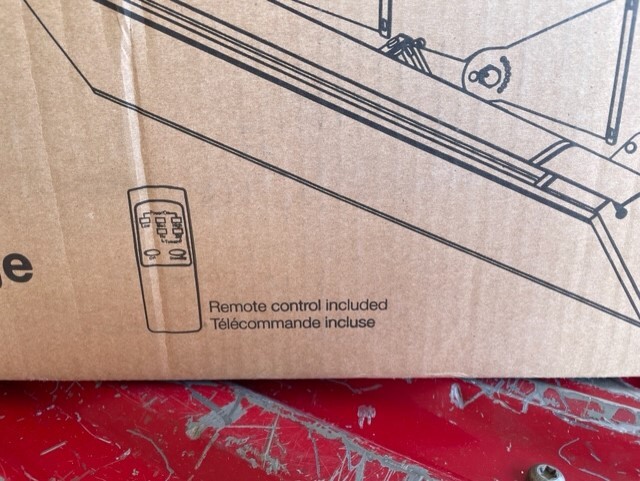 Remote control included
Télécommande incluse